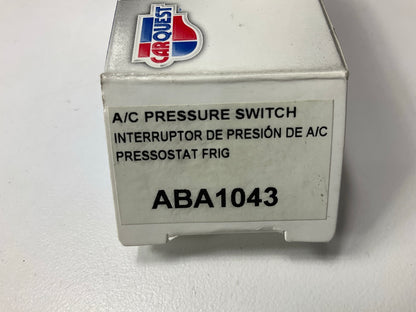 CARQUEST
A/C PRESSURE SWITCH
INTERRUPTOR DE PRESIÓN DE A/C
PRESSOSTAT FRIG
ABA1043